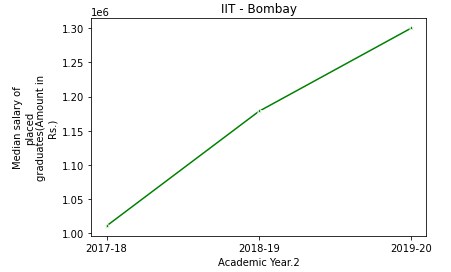 IIT - Bombay
1e6
1.30
1.25
1.20
1.15
1.10
1.05
1.00
Median salary of
placed
graduates(Amount in
Rs.)
2017-18 2018-19 2019-20
Academic Year.2